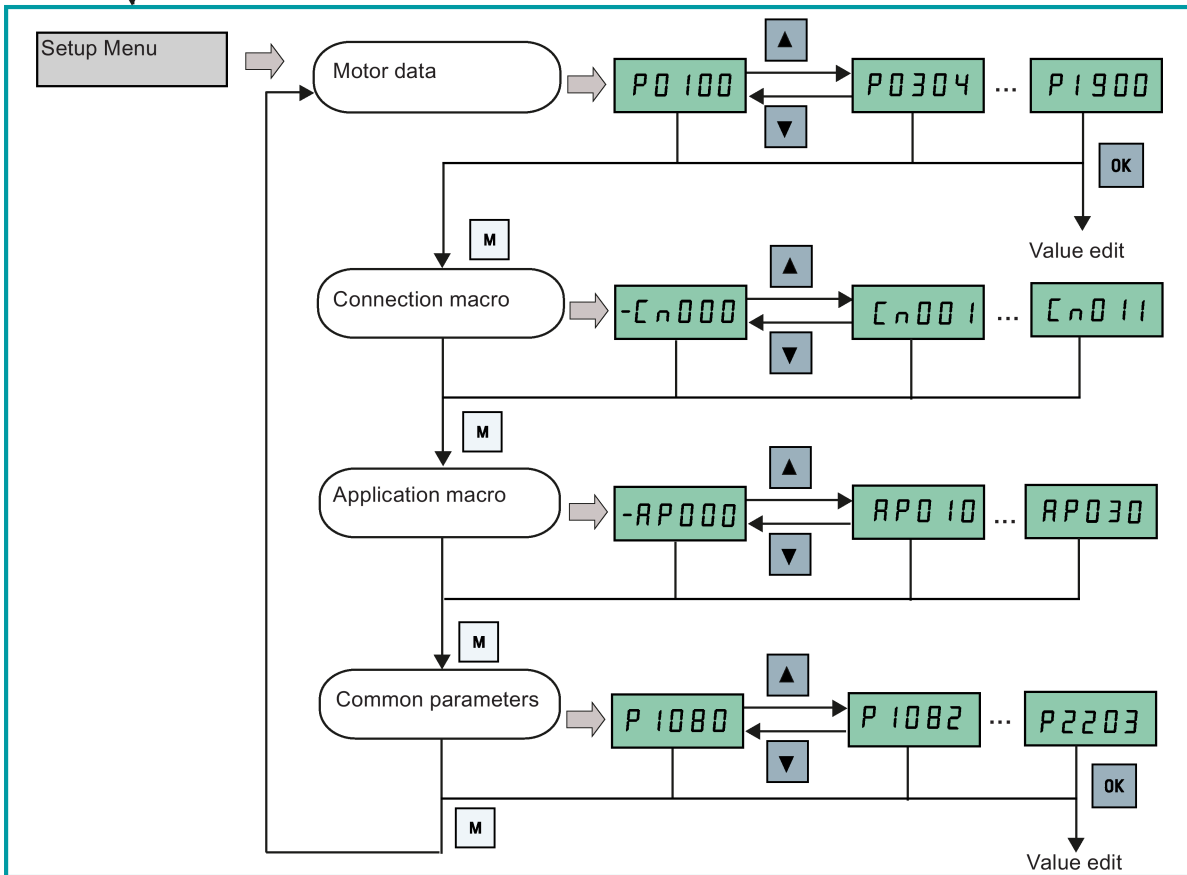 Setup Menu
Motor data
▲
P0100
P0304
...
P1900
▼
OK
M
Value edit
Connection macro
▲
-Cn000
Cn001
...
Cn011
▼
M
Application macro
▲
-AP000
AP010
...
AP030
▼
M
Common parameters
▲
P1080
P1082
...
P2203
▼
OK
M
Value edit